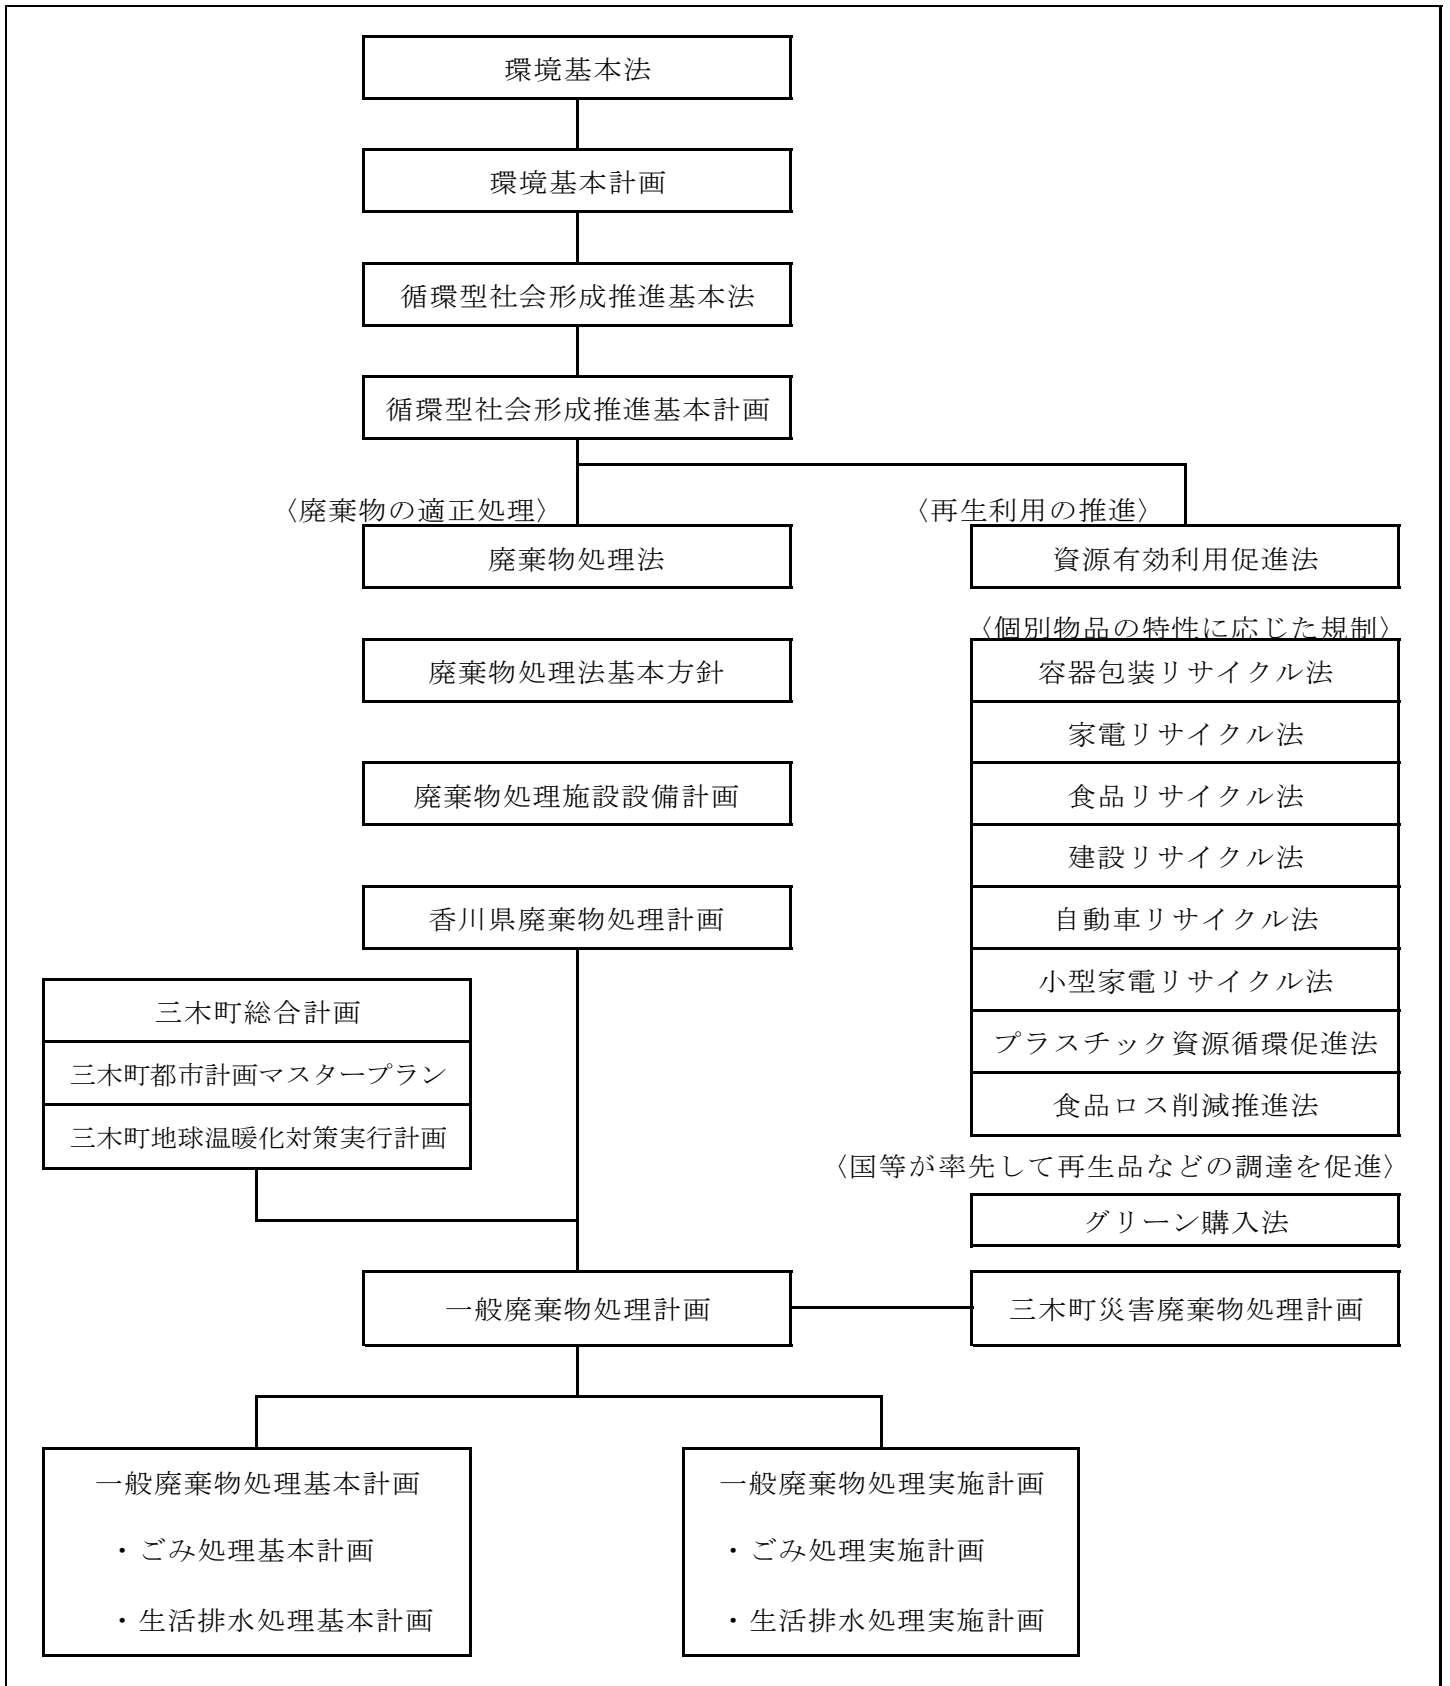 環境基本法
環境基本計画
循環型社会形成推進基本法
循環型社会形成推進基本計画
〈廃棄物の適正処理〉
〈再生利用の推進〉
廃棄物処理法
資源有効利用促進法
〈個別物品の特性に応じた規制〉
廃棄物処理法基本方針
容器包装リサイクル法
家電リサイクル法
廃棄物処理施設設備計画
食品リサイクル法
建設リサイクル法
香川県廃棄物処理計画
自動車リサイクル法
小型家電リサイクル法
三木町総合計画
プラスチック資源循環促進法
三木町都市計画マスタープラン
食品ロス削減推進法
三木町地球温暖化対策実行計画
〈国等が率先して再生品などの調達を促進〉
グリーン購入法
一般廃棄物処理計画
三木町災害廃棄物処理計画
一般廃棄物処理基本計画
・ごみ処理基本計画
・生活排水処理基本計画
一般廃棄物処理実施計画
・ごみ処理実施計画
・生活排水処理実施計画